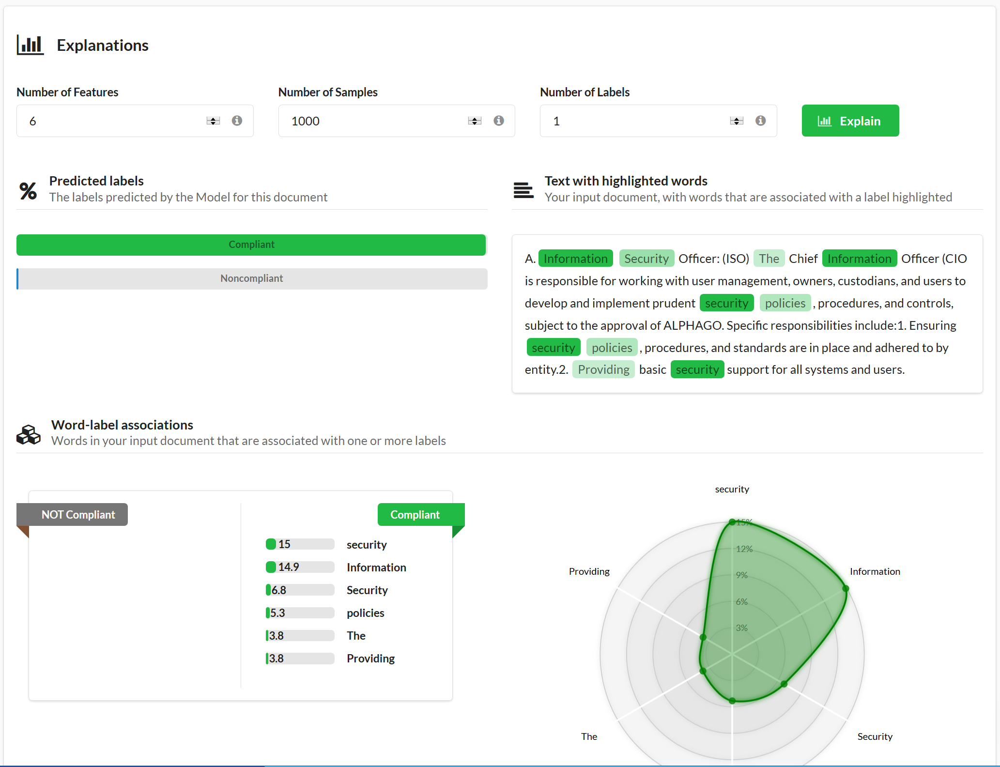 Explanations
Number of Features
Number of Samples
Number of Labels
6
1000
1
Explain
Predicted labels
The labels predicted by the Model for this document
Compliant
Noncompliant
Text with highlighted words
Your input document, with words that are associated with a label highlighted
A. Information Security Officer: (ISO) The Chief Information Officer (CIO
is responsible for working with user management, owners, custodians, and users to
develop and implement prudent security policies , procedures, and controls,
subject to the approval of ALPHAGO. Specific responsibilities include:1. Ensuring
security policies , procedures, and standards are in place and adhered to by
entity.2. Providing basic security support for all systems and users.
Word-label associations
Words in your input document that are associated with one or more labels
NOT Compliant
Compliant
15 security
14.9 Information
6.8 Security
5.3 policies
3.8 The
3.8 Providing
security
15%
12%
Providing
Information
9%
6%
3%
The
Security